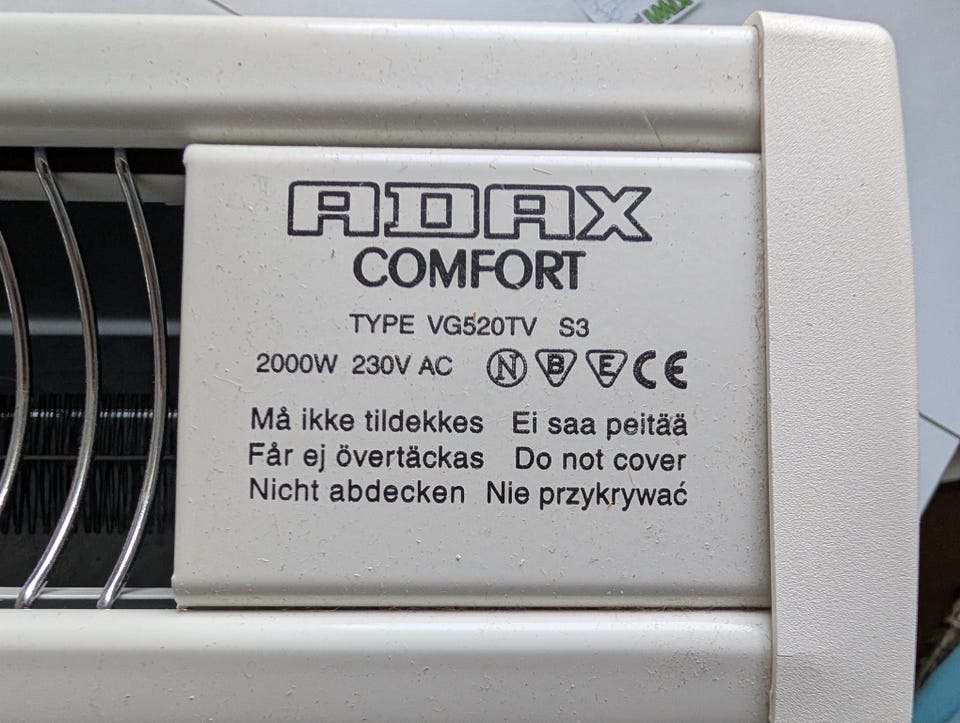 ADAX
COMFORT
TYPE VG520TV S3
2000W 230V AC N B E CE
Må ikke tildekkes Ei saa peitää
Får ej övertäckas Do not cover
Nicht abdecken Nie przykrywać